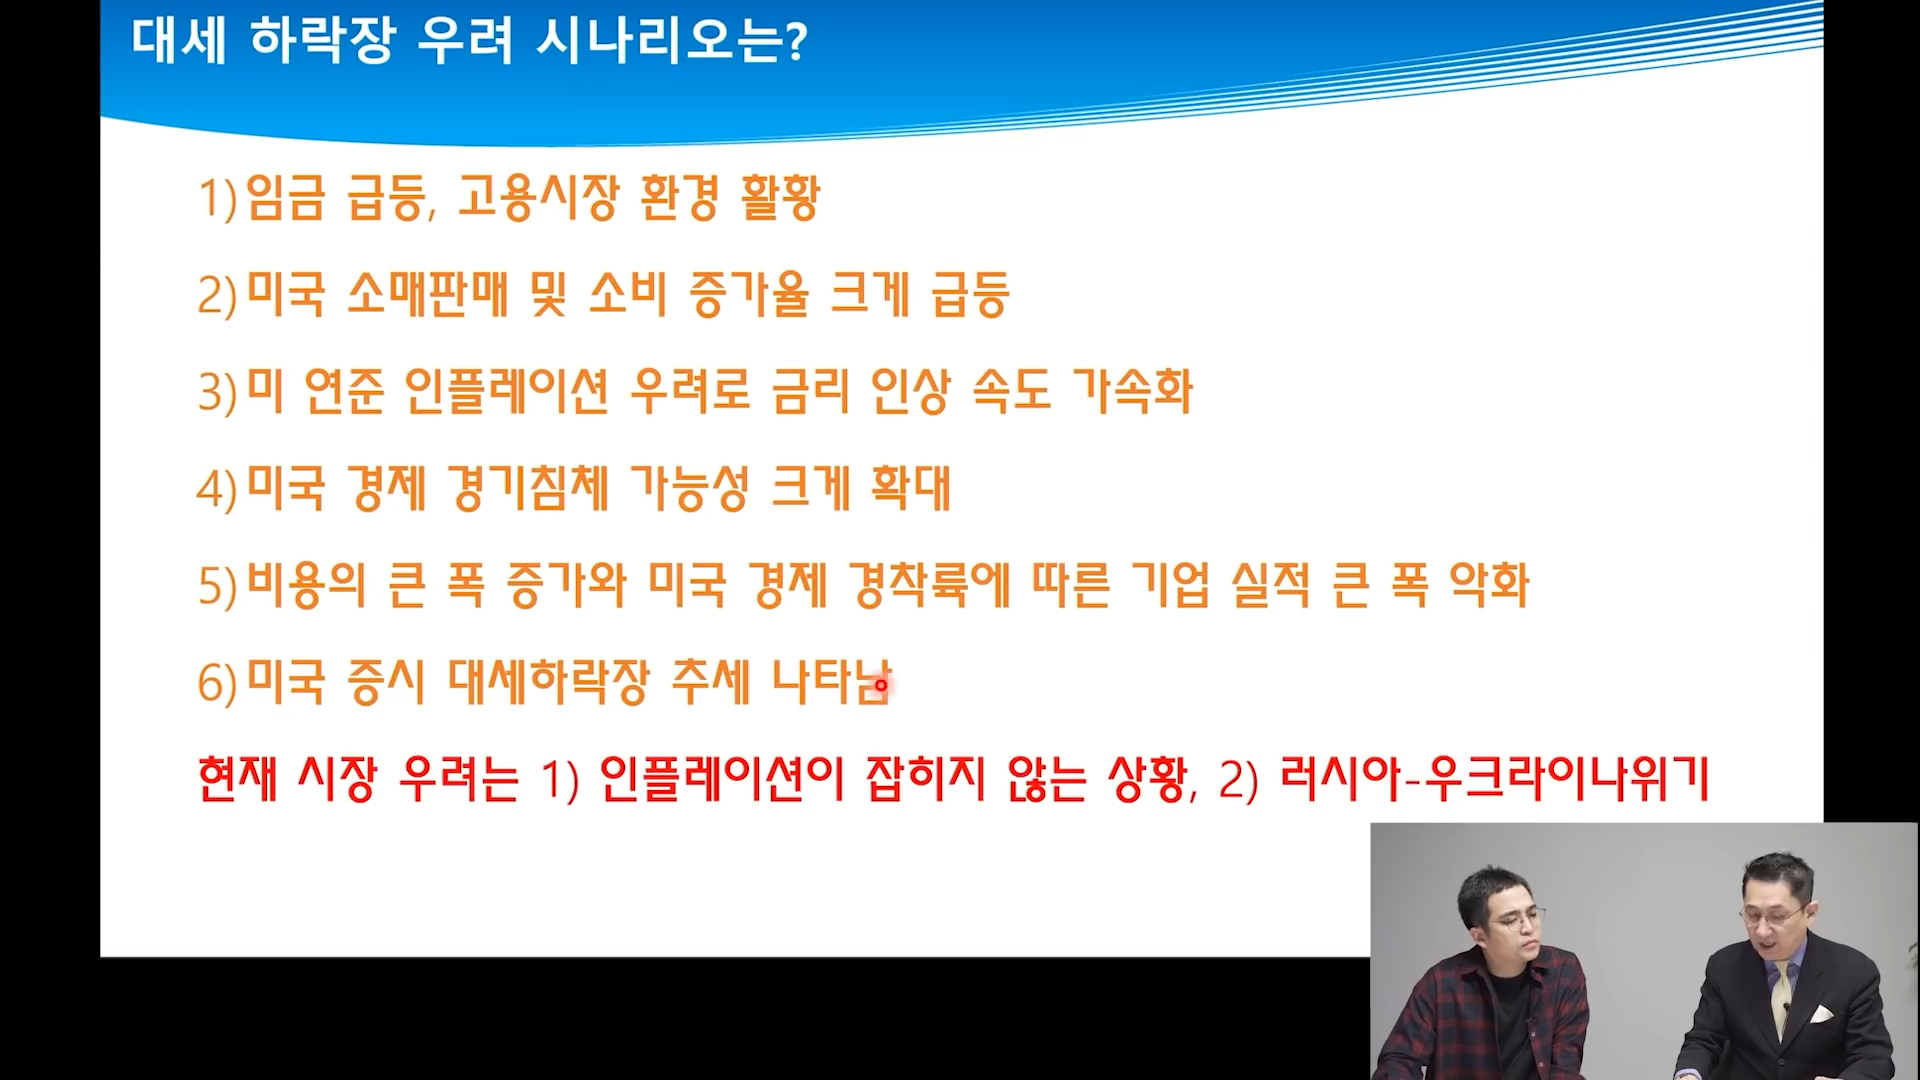 대세 하락장 우려 시나리오는?
1) 임금 급등, 고용시장 환경 활황
2) 미국 소매판매 및 소비 증가율 크게 급등
3) 미 연준 인플레이션 우려로 금리 인상 속도 가속화
4) 미국 경제 경기침체 가능성 크게 확대
5) 비용의 큰 폭 증가와 미국 경제 경착륙에 따른 기업 실적 큰 폭 악화
6) 미국 증시 대세하락장 추세 나타남
현재 시장 우려는 1) 인플레이션이 잡히지 않는 상황, 2) 러시아-우크라이나위기